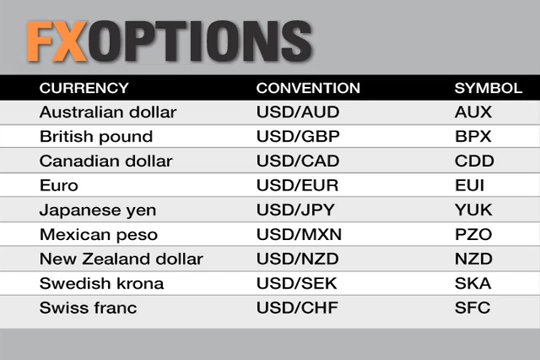 FXOPTIONS
CURRENCY CONVENTION SYMBOL
Australian dollar USD/AUD AUX
British pound USD/GBP BPX
Canadian dollar USD/CAD CDD
Euro USD/EUR EUI
Japanese yen USD/JPY YUK
Mexican peso USD/MXN PZO
New Zealand dollar USD/NZD NZD
Swedish krona USD/SEK SKA
Swiss franc USD/CHF SFC